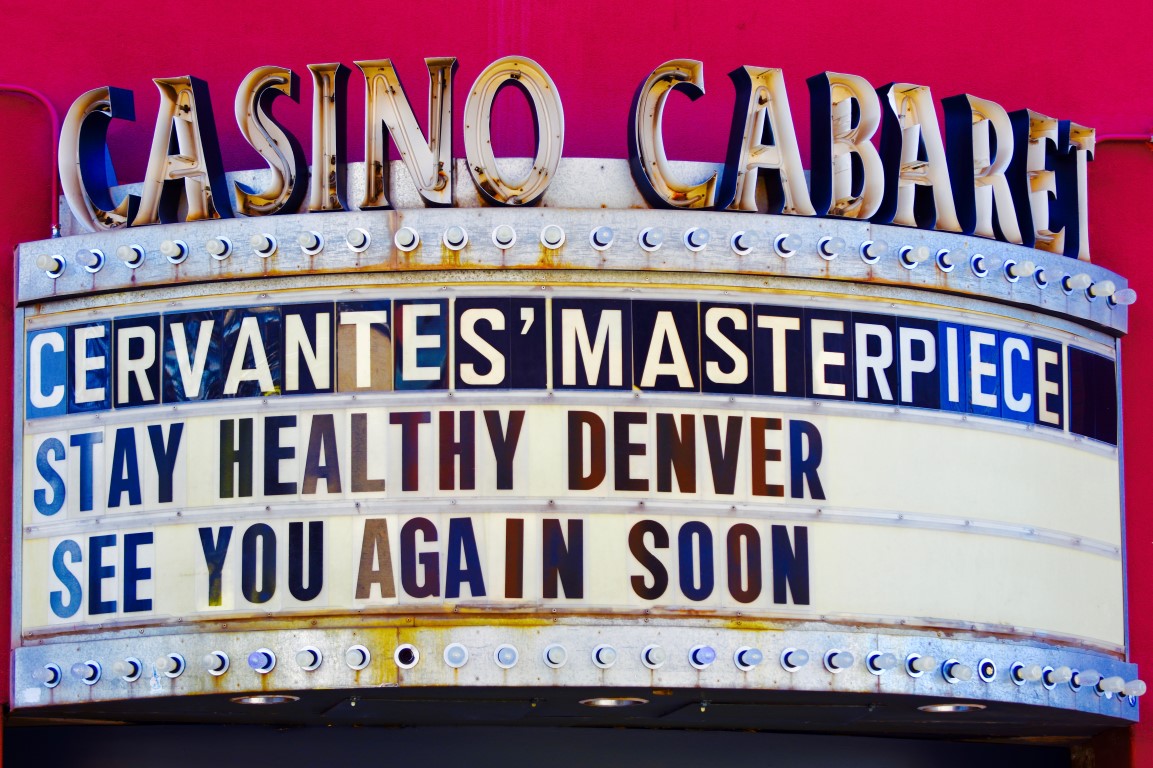 CASINO CABARET
CERVANTES' MASTERPIECE
STAY HEALTHY DENVER
SEE YOU AGAIN SOON